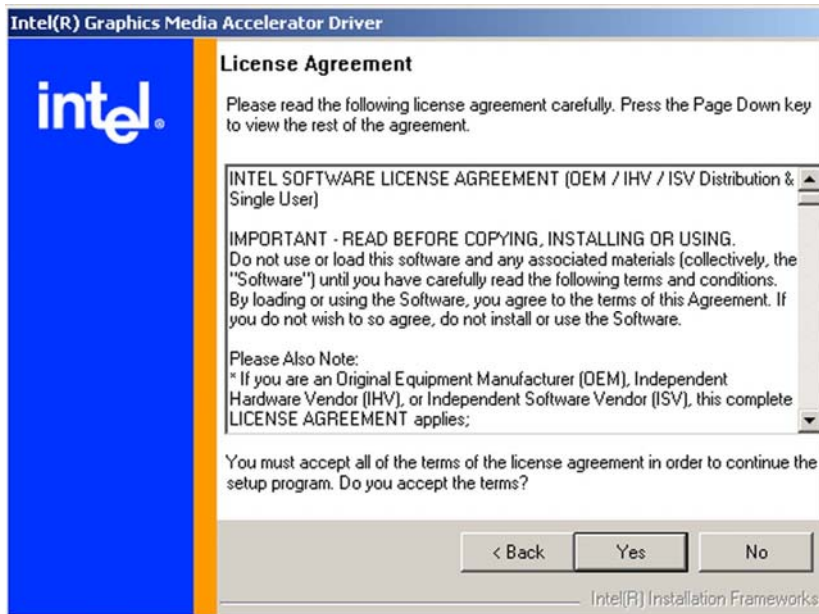 Intel(R) Graphics Media Accelerator Driver
intel®
License Agreement
Please read the following license agreement carefully. Press the Page Down key
to view the rest of the agreement.
INTEL SOFTWARE LICENSE AGREEMENT (OEM / IHV / ISV Distribution &
Single User)
IMPORTANT - READ BEFORE COPYING, INSTALLING OR USING.
Do not use or load this software and any associated materials (collectively, the
"Software") until you have carefully read the following terms and conditions.
By loading or using the Software, you agree to the terms of this Agreement. If
you do not wish to so agree, do not install or use the Software.
Please Also Note:
* If you are an Original Equipment Manufacturer (OEM), Independent
Hardware Vendor (IHV), or Independent Software Vendor (ISV), this complete
LICENSE AGREEMENT applies;
You must accept all of the terms of the license agreement in order to continue the
setup program. Do you accept the terms?
< Back
Yes
No
Intel(R) Installation Frameworks